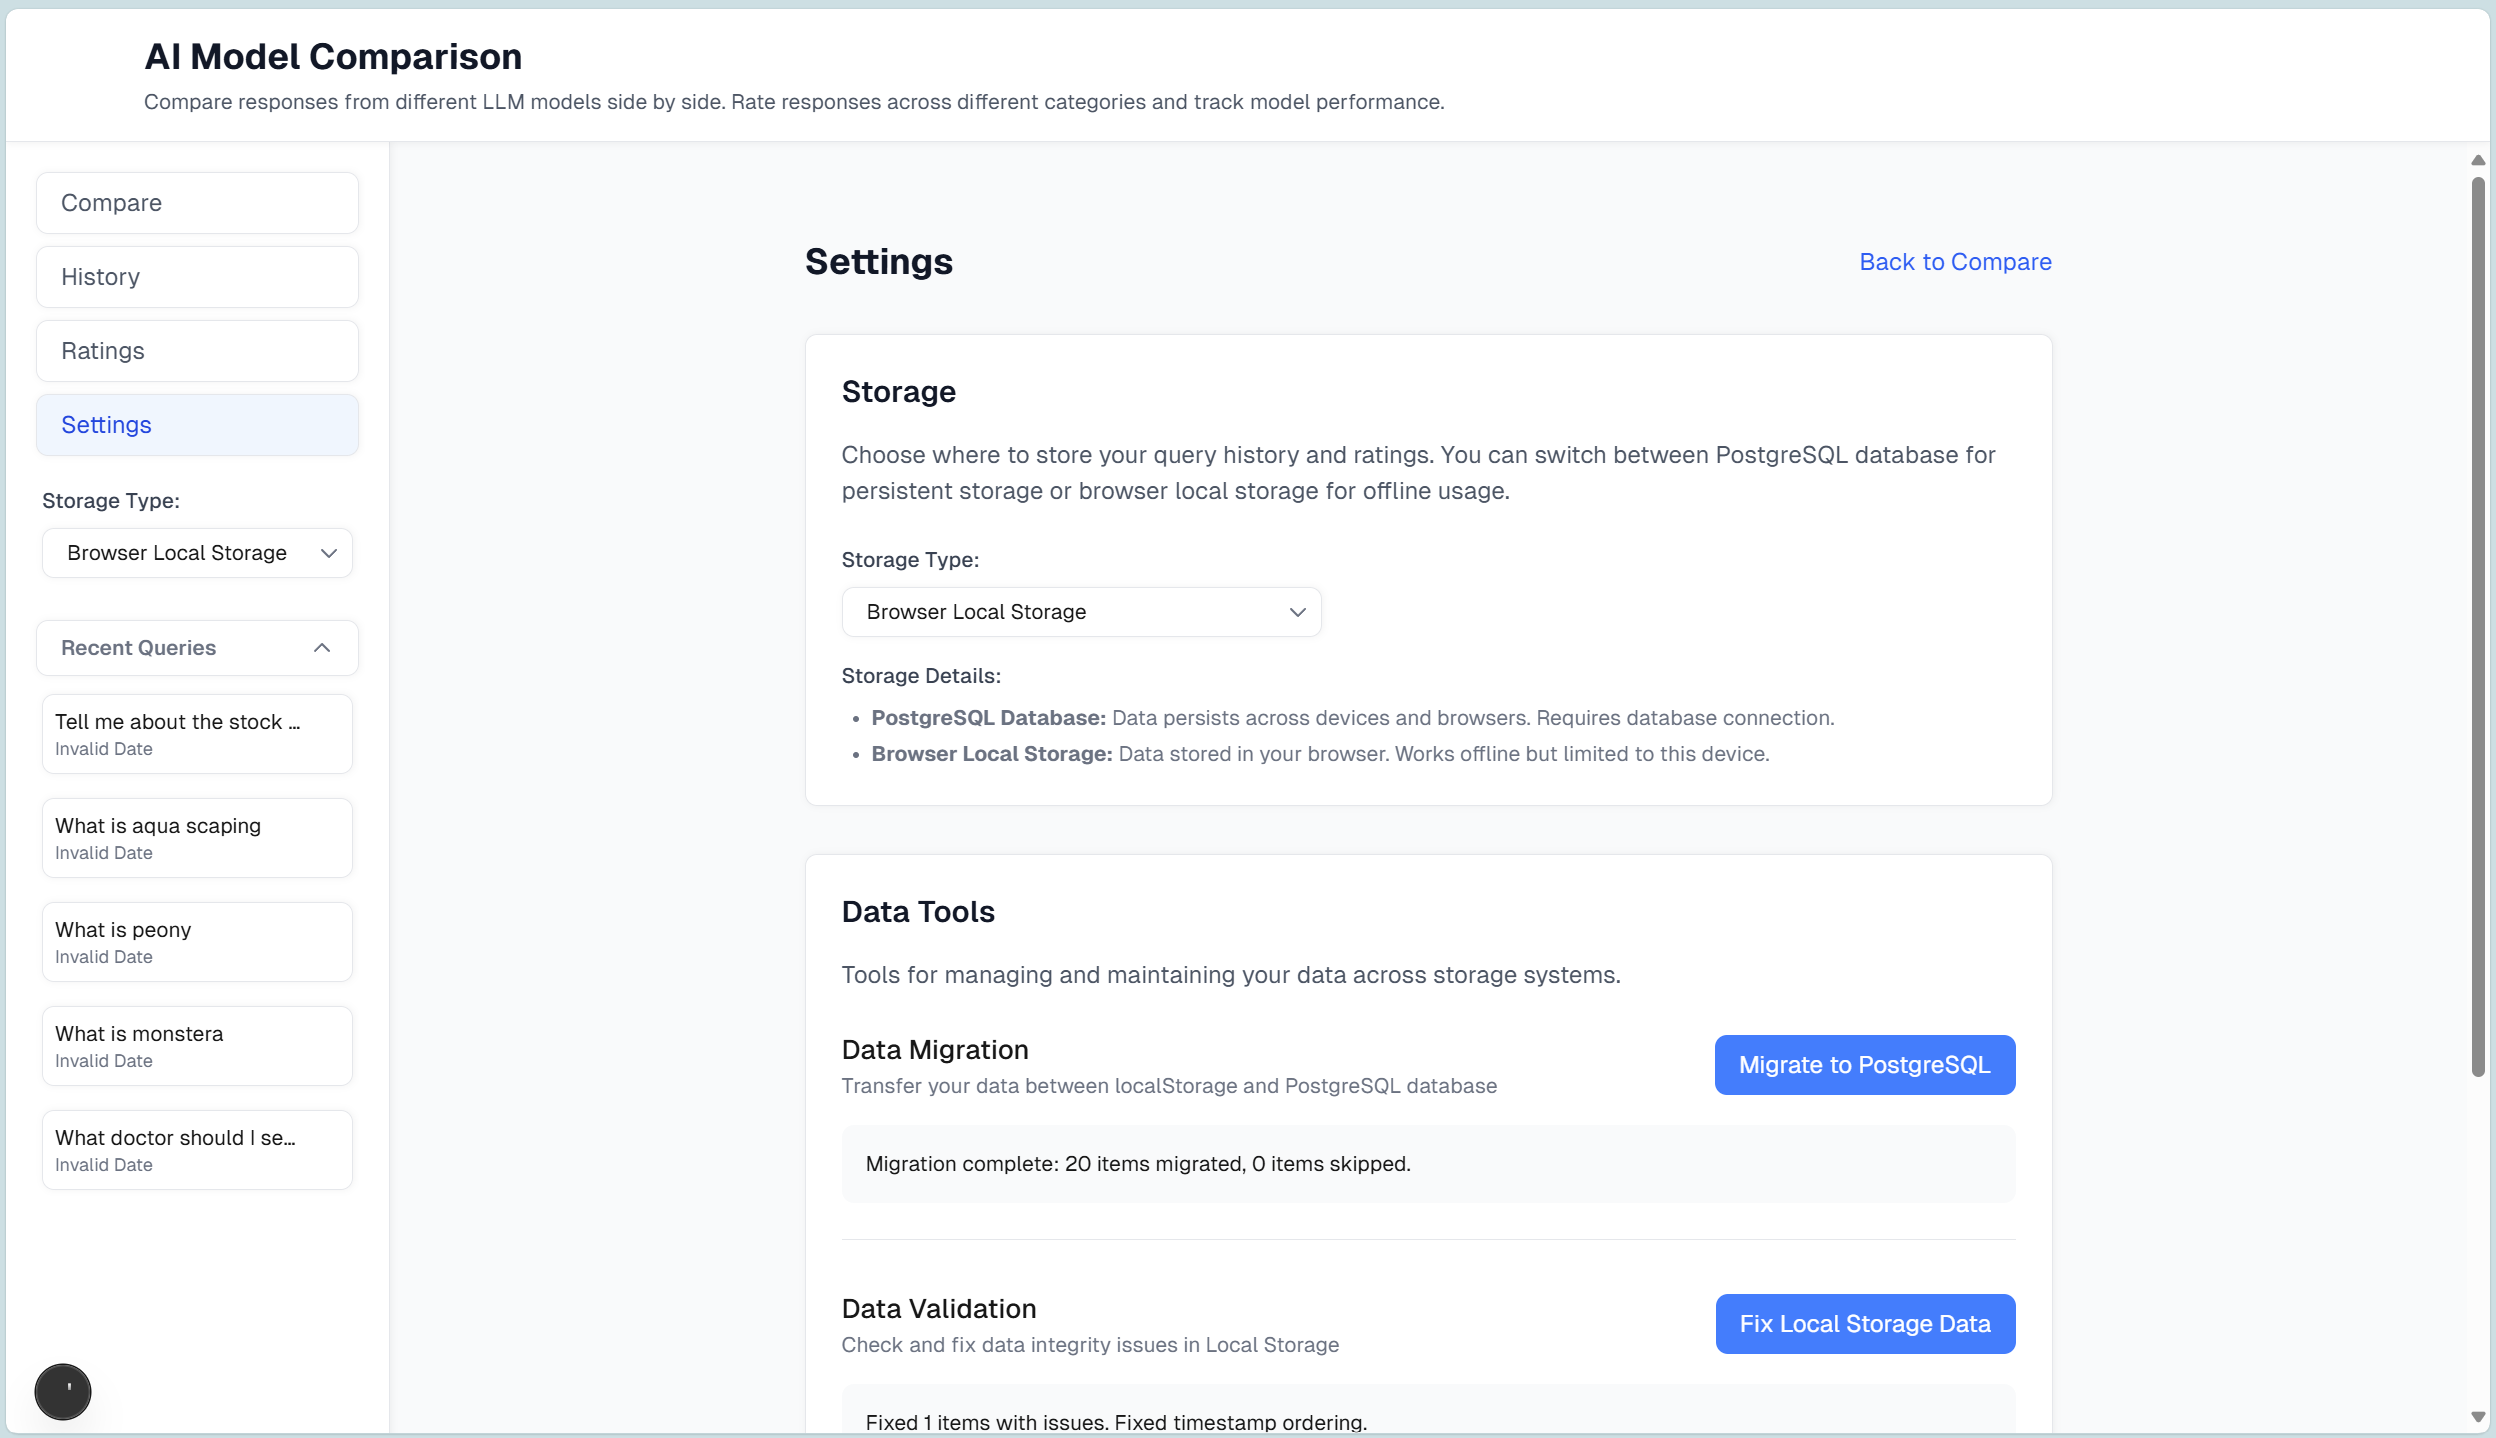 AI Model Comparison
Compare responses from different LLM models side by side. Rate responses across different categories and track model performance.
Compare
History
Ratings
Settings
Storage Type:
Browser Local Storage
Recent Queries
Tell me about the stock ...
Invalid Date
What is aqua scaping
Invalid Date
What is peony
Invalid Date
What is monstera
Invalid Date
What doctor should I se...
Invalid Date
Settings
Back to Compare
Storage
Choose where to store your query history and ratings. You can switch between PostgreSQL database for
persistent storage or browser local storage for offline usage.
Storage Type:
Browser Local Storage
Storage Details:
• PostgreSQL Database: Data persists across devices and browsers. Requires database connection.
• Browser Local Storage: Data stored in your browser. Works offline but limited to this device.
Data Tools
Tools for managing and maintaining your data across storage systems.
Data Migration
Transfer your data between localStorage and PostgreSQL database
Migrate to PostgreSQL
Migration complete: 20 items migrated, 0 items skipped.
Data Validation
Check and fix data integrity issues in Local Storage
Fix Local Storage Data
Fixed 1 items with issues. Fixed timestamp ordering.